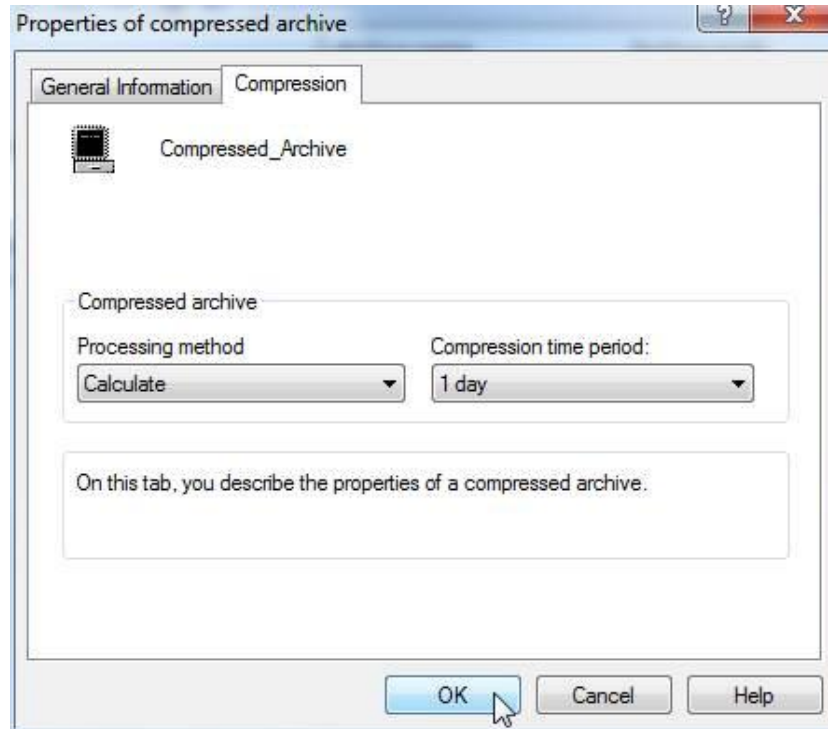 Properties of compressed archive
General Information Compression
Compressed_Archive
Compressed archive
Processing method Compression time period:
Calculate 1 day
On this tab, you describe the properties of a compressed archive.
OK Cancel Help